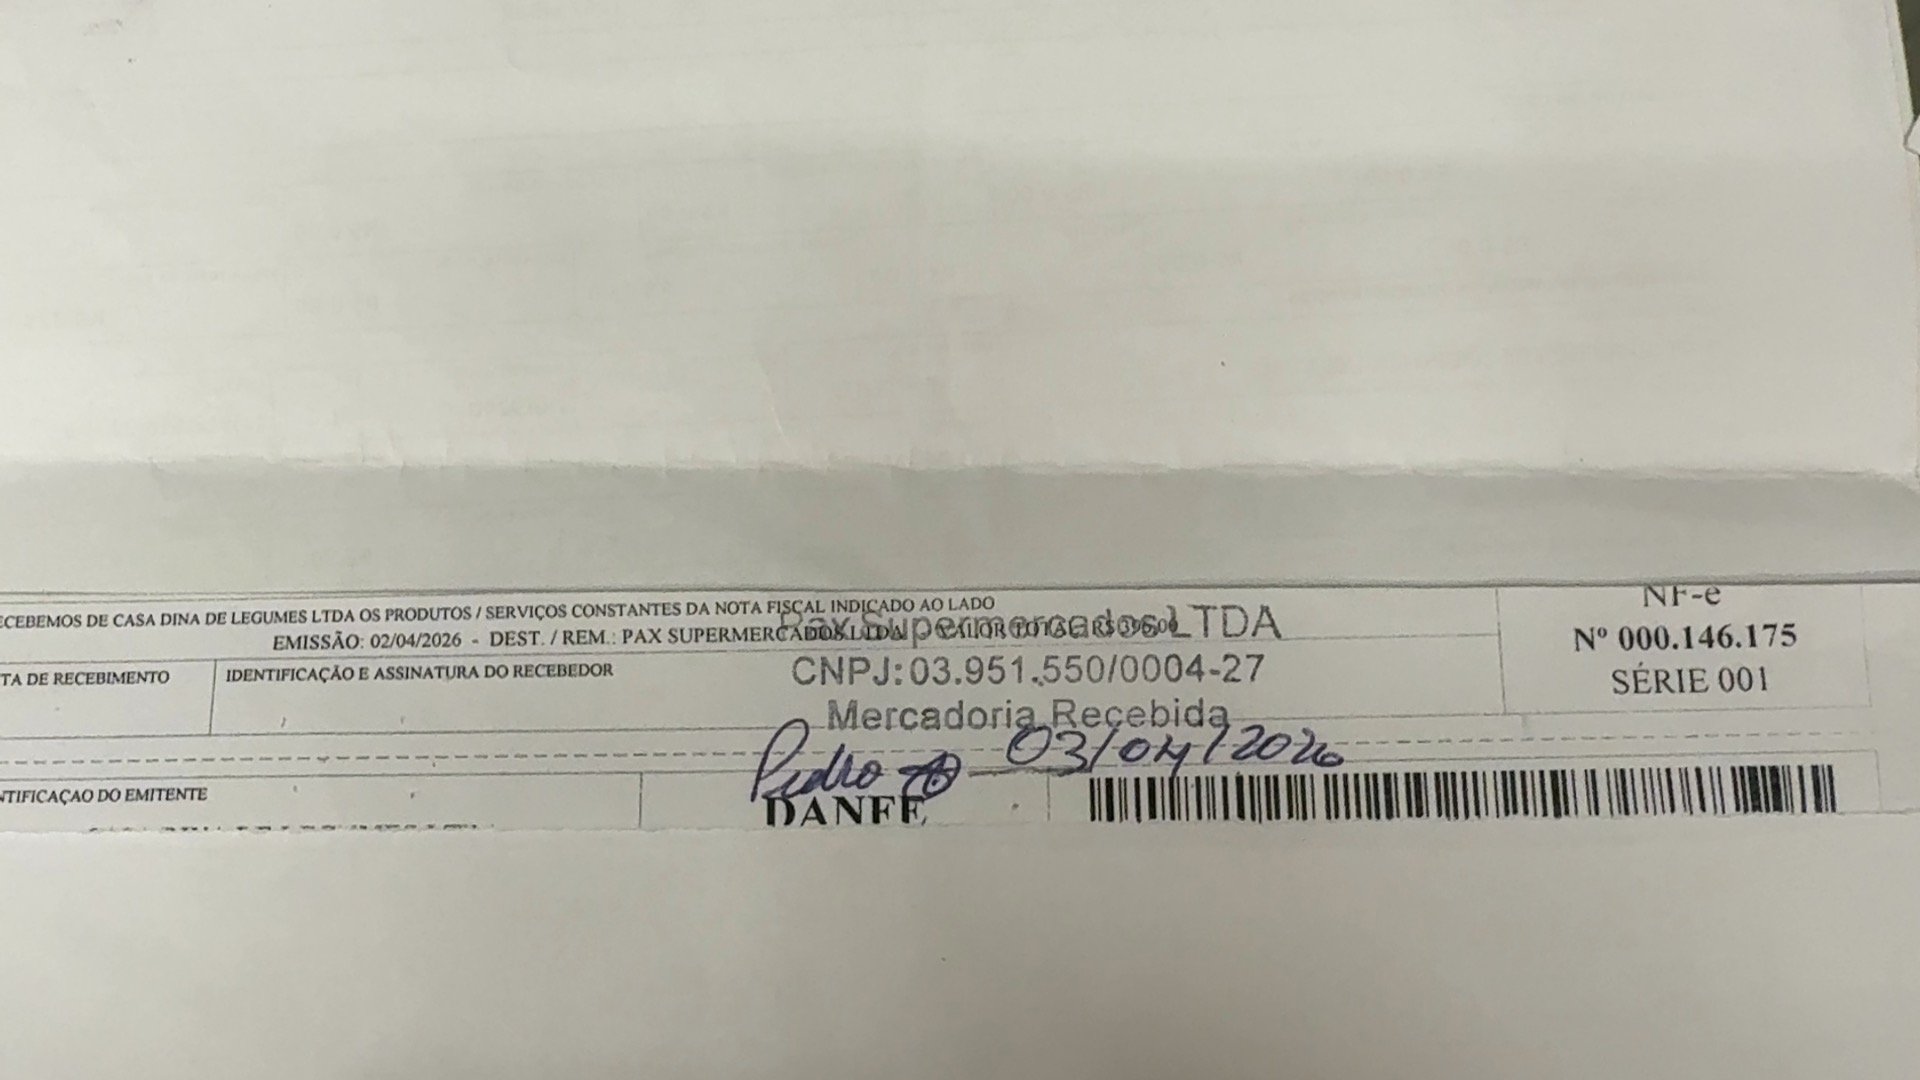 ECEBEMOS DE CASA DINA DE LEGUMES LTDA OS PRODUTOS / SERVIÇOS CONSTANTES DA NOTA FISCAL INDICADO AO LADO
EMISSÃO: 02/04/2026 - DEST. / REM.: PAX SUPERMERCADOS LTDA
Pax Supermercados LTDA
CNPJ:03.951.550/0004-27
Mercadoria Recebida
NF-e
Nº 000.146.175
SÉRIE 001
TA DE RECEBIMENTO
IDENTIFICAÇÃO E ASSINATURA DO RECEBEDOR
Pedro 03/04/2026
NTIFICAÇAO DO EMITENTE
DANFE